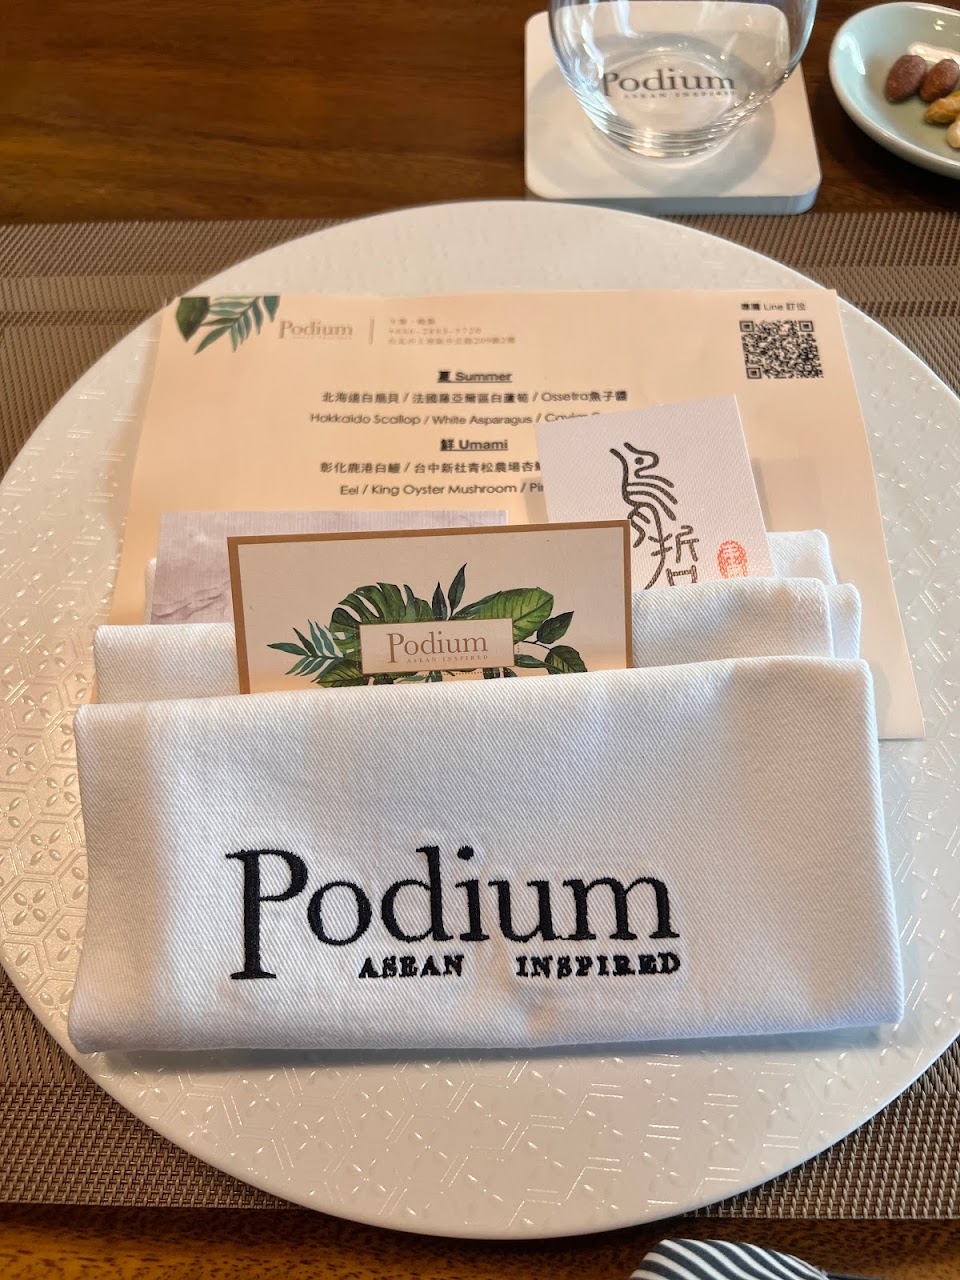 Podium
ASEAN INSPIRED
專屬 Line 訂位
Podium
午餐·晚餐
夏 Summer
北海道白扇貝 / 法國羅亞爾區白蘆筍 / Ossetra魚子醬
Hokkaido Scallop / White Asparagus / Caviar
鮮 Umami
彰化鹿港白鰻 / 台中新社青松農場杏鮑
Eel / King Oyster Mushroom / Pi
Podium
ASEAN INSPIRED
Podium
ASEAN INSPIRED